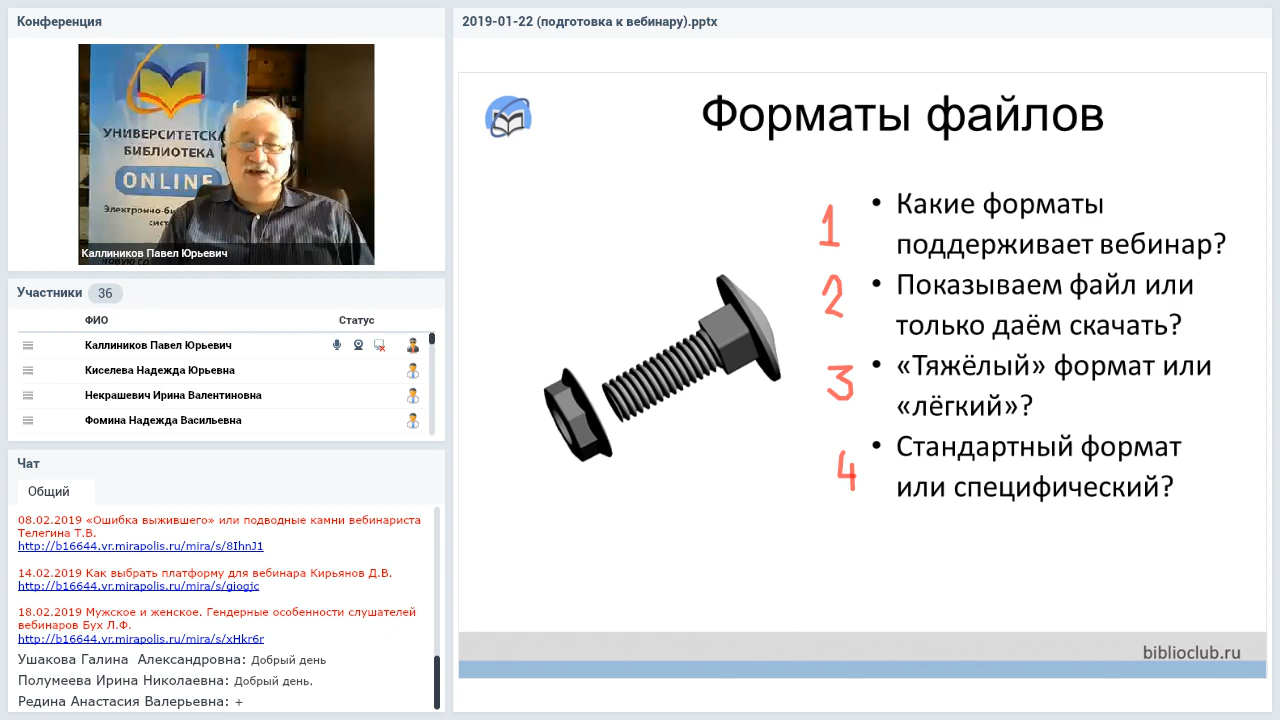 Конференция
УНИВЕРСИТЕТСКА
БИБЛИОТЕКА
ONLINE
Каллиников Павел Юрьевич
Участники 36
ФИО Статус
Каллиников Павел Юрьевич
Киселева Надежда Юрьевна
Некрашевич Ирина Валентиновна
Фомина Надежда Васильевна
Чат
Общий
08.02.2019 «Ошибка выжившего» или подводные камни вебинариста
Телегина Т.В.
http://b16644.vr.mirapolis.ru/mira/s/8IhnJ1
14.02.2019 Как выбрать платформу для вебинара Кирьянов Д.В.
http://b16644.vr.mirapolis.ru/mira/s/giogjc
18.02.2019 Мужское и женское. Гендерные особенности слушателей
вебинаров Бух Л.Ф.
http://b16644.vr.mirapolis.ru/mira/s/xHkr6r
Ушакова Галина Александровна: Добрый день
Полумеева Ирина Николаевна: Добрый день.
Редина Анастасия Валерьевна: +
2019-01-22 (подготовка к вебинару).pptx
Форматы файлов
1 • Какие форматы
поддерживает вебинар?
2 • Показываем файл или
только даём скачать?
3 • «Тяжёлый» формат или
«лёгкий»?
4 • Стандартный формат
или специфический?
biblioclub.ru